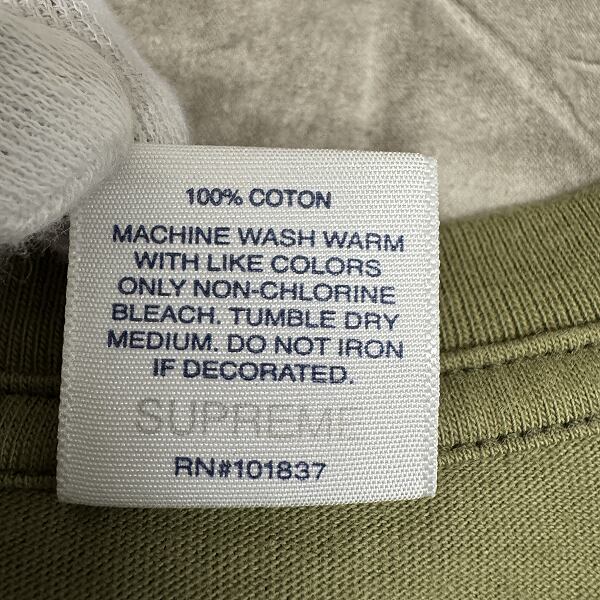 100% COTON
MACHINE WASH WARM
WITH LIKE COLORS
ONLY NON-CHLORINE
BLEACH. TUMBLE DRY
MEDIUM. DO NOT IRON
IF DECORATED.
SUPREME
RN#101837